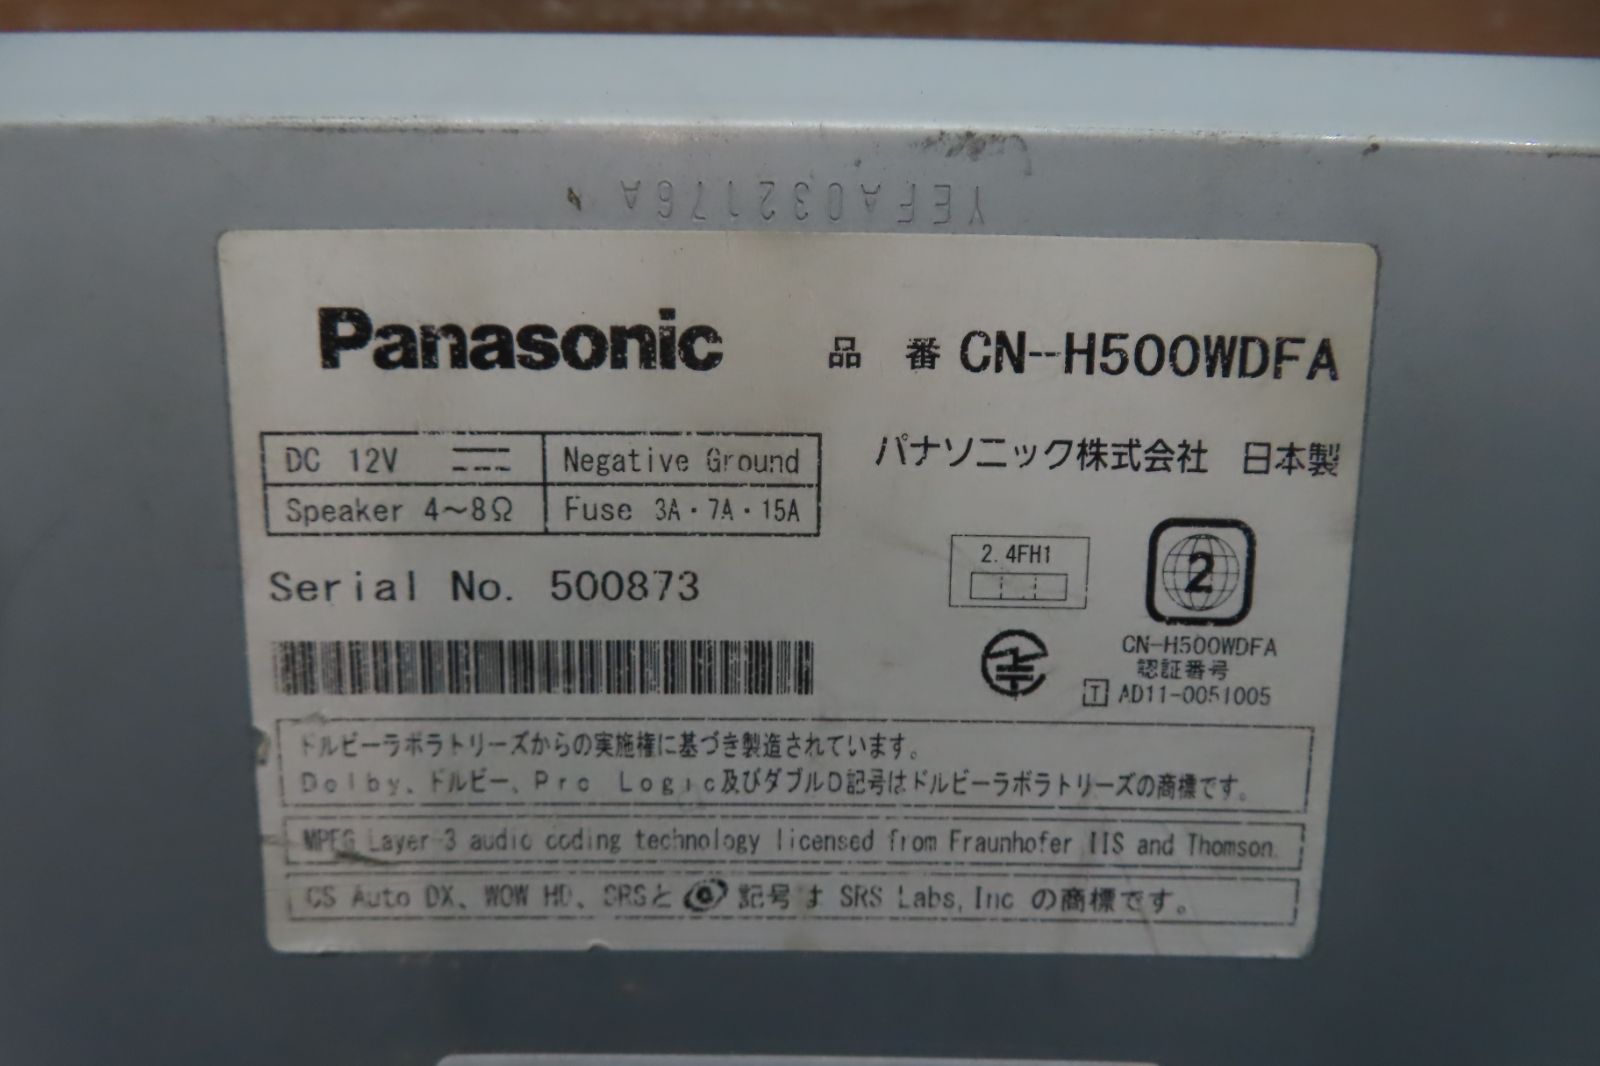 YEFA032176A
Panasonic 品 番 CN--H500WDFA
DC 12V Negative Ground
Speaker 4～8Ω Fuse 3A・7A・15A
パナソニック株式会社 日本製
Serial No. 500873
2.4FH1
2
CN-H500WDFA
認証番号
T AD11-0051005
ドルビーラボラトリーズからの実施権に基づき製造されています。
Dolby、ドルビー、Pro Logic及びダブルD記号はドルビーラボラトリーズの商標です。
MPEG Layer-3 audio coding technology licensed from Fraunhofer IIS and Thomson.
CS Auto DX、WOW HD、SRSと 記号は SRS Labs,Inc の商標です。